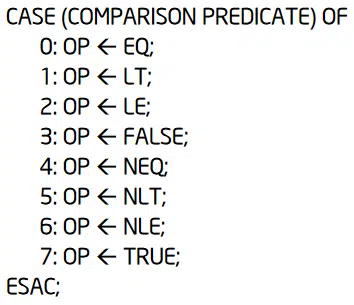 CASE (COMPARISON PREDICATE) OF
0: OP ← EQ;
1: OP ← LT;
2: OP ← LE;
3: OP ← FALSE;
4: OP ← NEQ;
5: OP ← NLT;
6: OP ← NLE;
7: OP ← TRUE;
ESAC;